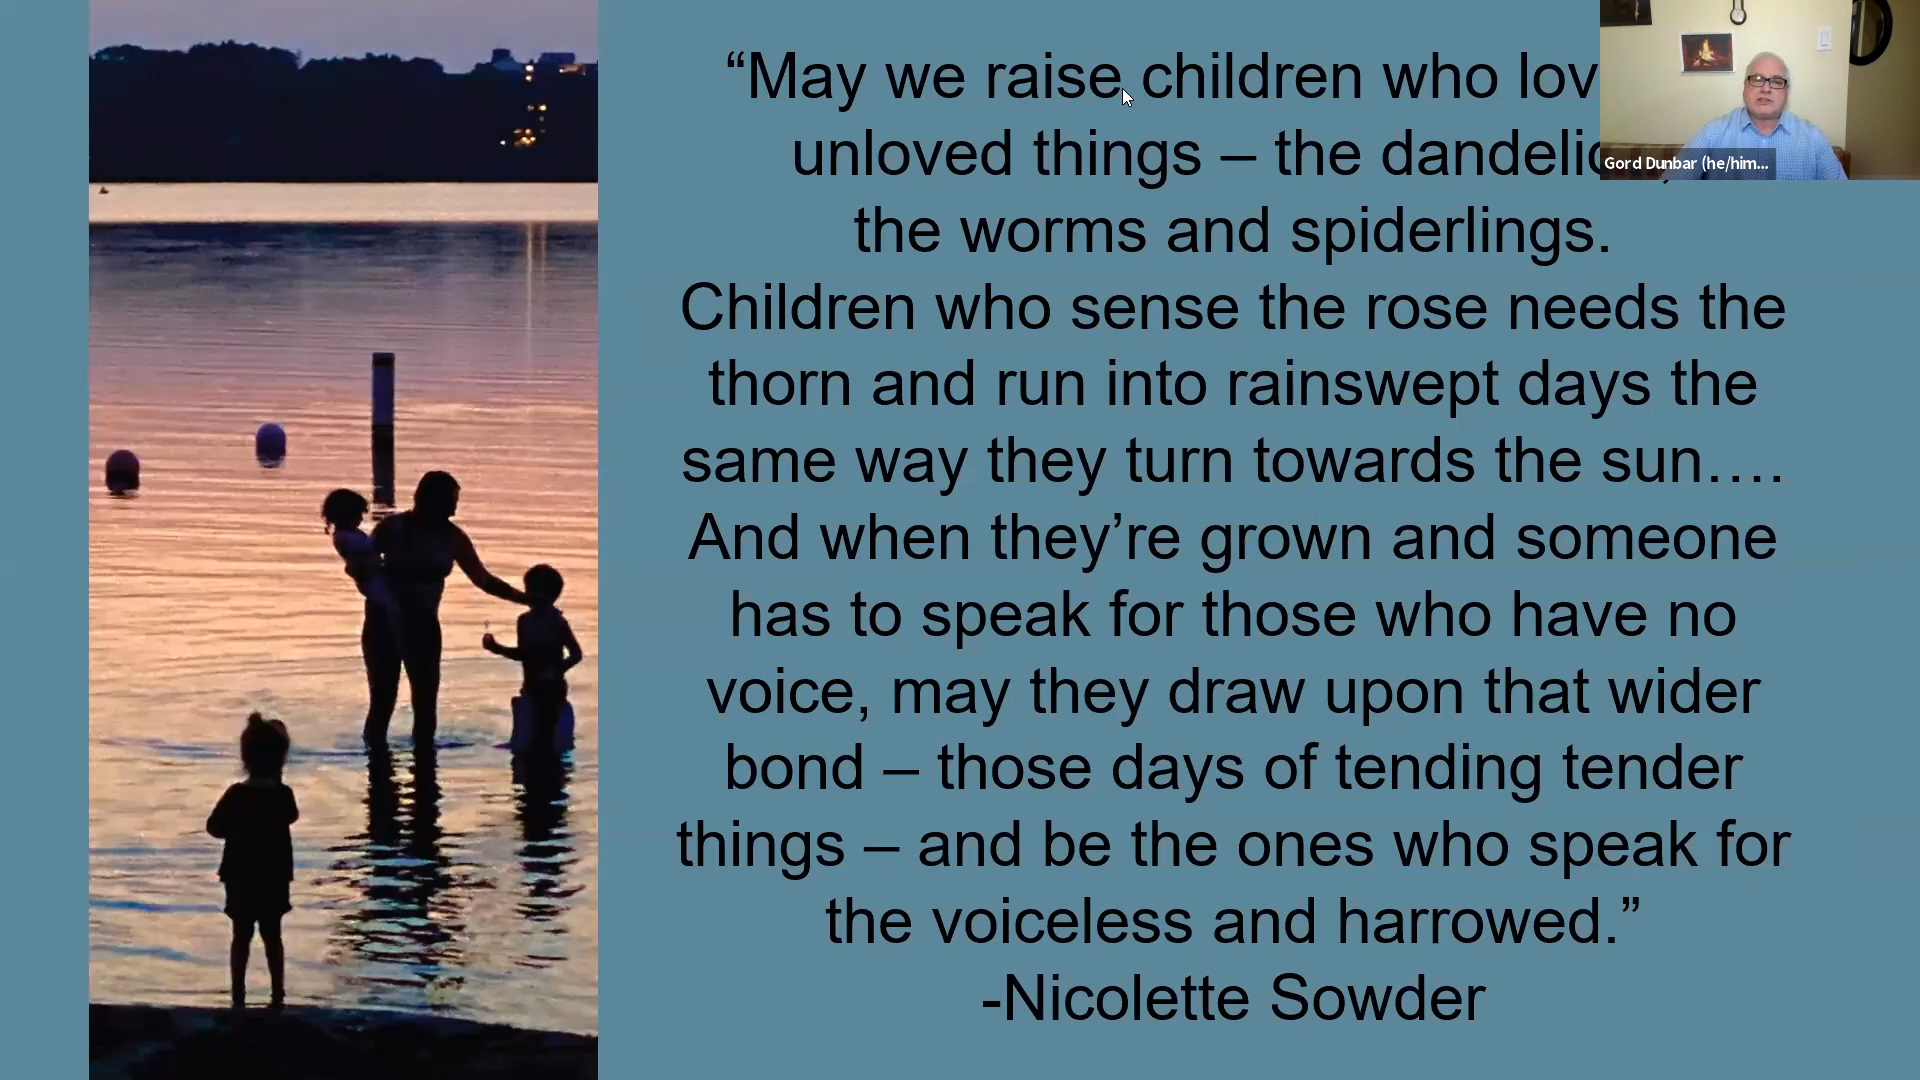 “May we raise children who lov
unloved things – the dandelio
the worms and spiderlings.
Children who sense the rose needs the
thorn and run into rainswept days the
same way they turn towards the sun….
And when they’re grown and someone
has to speak for those who have no
voice, may they draw upon that wider
bond – those days of tending tender
things – and be the ones who speak for
the voiceless and harrowed.”
-Nicolette Sowder
Gord Dunbar (he/him...